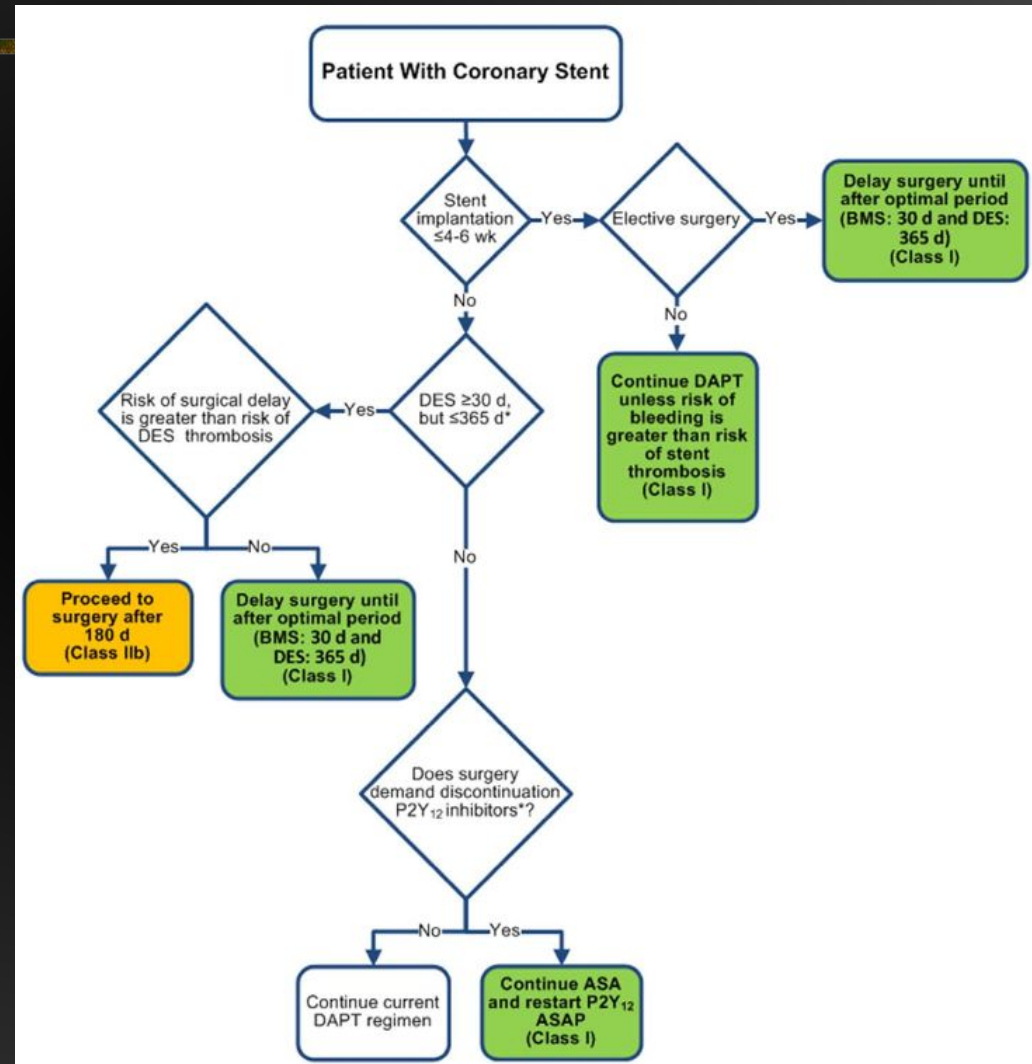 Patient With Coronary Stent
Stent
implantation
≤4-6 wk
Yes
Elective surgery
Yes
Delay surgery until
after optimal period
(BMS: 30 d and DES:
365 d)
(Class I)
No
No
Continue DAPT
unless risk of
bleeding is
greater than risk
of stent
thrombosis
(Class I)
DES ≥30 d,
but ≤365 d*
Yes
Risk of surgical delay
is greater than risk of
DES thrombosis
Yes
No
Proceed to
surgery after
180 d
(Class IIb)
Delay surgery until
after optimal period
(BMS: 30 d and
DES: 365 d)
(Class I)
No
Does surgery
demand discontinuation
P2Y₁₂ inhibitors*?
No
Yes
Continue current
DAPT regimen
Continue ASA
and restart P2Y₁₂
ASAP
(Class I)